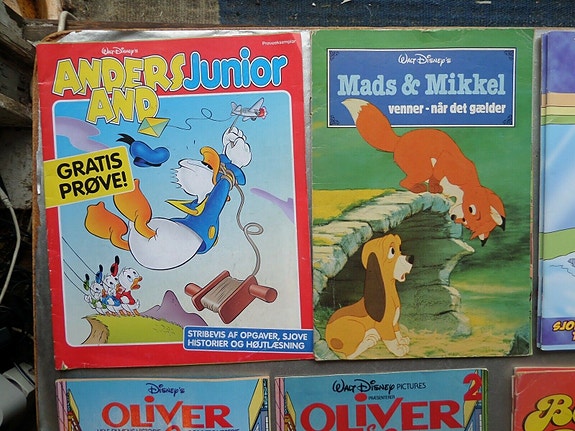 Walt Disney's
Prøveeksemplar
ANDERS
AND
Junior
GRATIS
PRØVE!
STRIBEVIS AF OPGAVER, SJOVE
HISTORIER OG HØJTLÆSNING
Walt Disney's
Mads & Mikkel
venner - når det gælder
DISNEY'S
OLIVER
WALT DISNEY PICTURES
PRÆSENTERER
2
OLIVER